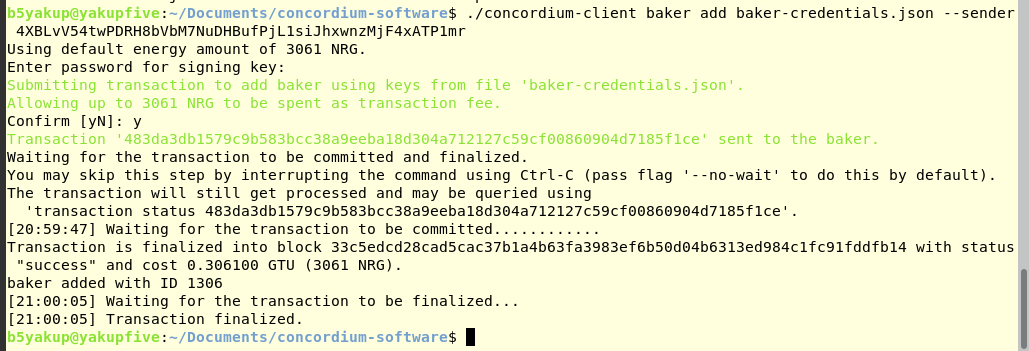 b5yakup@yakupfive:~/Documents/concordium-software$ ./concordium-client baker add baker-credentials.json --sender
4XBLvV54twPDRH8bVbM7NuDHBufPjL1siJhxwnzMjF4xATP1mr
Using default energy amount of 3061 NRG.
Enter password for signing key:
Submitting transaction to add baker using keys from file 'baker-credentials.json'.
Allowing up to 3061 NRG to be spent as transaction fee.
Confirm [yN]: y
Transaction '483da3db1579c9b583bcc38a9eeba18d304a712127c59cf00860904d7185f1ce' sent to the baker.
Waiting for the transaction to be committed and finalized.
You may skip this step by interrupting the command using Ctrl-C (pass flag '--no-wait' to do this by default).
The transaction will still get processed and may be queried using
'transaction status 483da3db1579c9b583bcc38a9eeba18d304a712127c59cf00860904d7185f1ce'.
[20:59:47] Waiting for the transaction to be committed............
Transaction is finalized into block 33c5edcd28cad5cac37b1a4b63fa3983ef6b50d04b6313ed984c1fc91fddfb14 with status
"success" and cost 0.306100 GTU (3061 NRG).
baker added with ID 1306
[21:00:05] Waiting for the transaction to be finalized...
[21:00:05] Transaction finalized.
b5yakup@yakupfive:~/Documents/concordium-software$